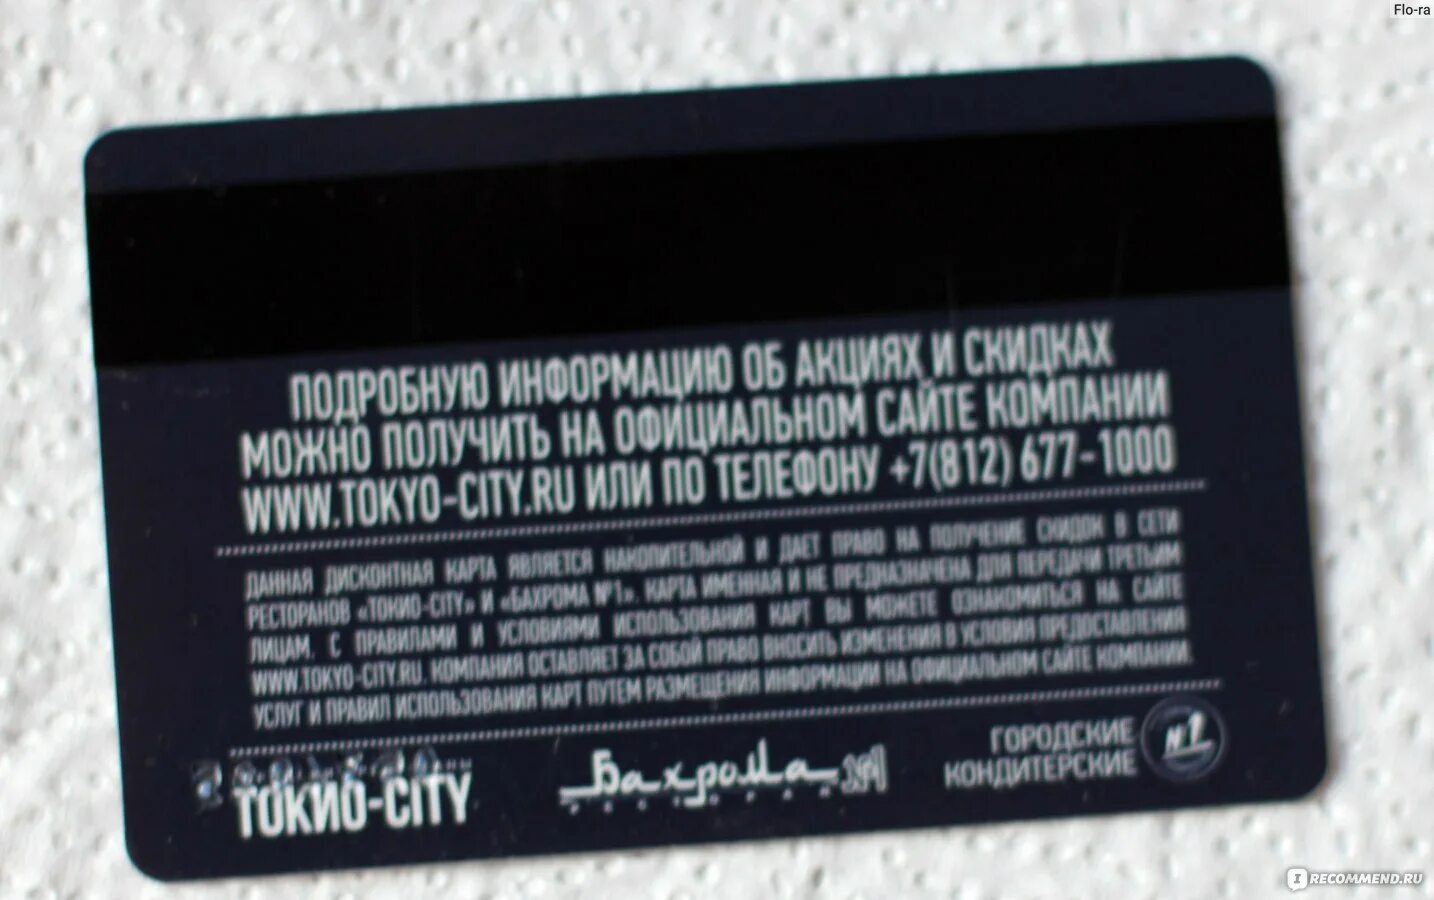 Flo-ra
ПОДРОБНУЮ ИНФОРМАЦИЮ ОБ АКЦИЯХ И СКИДКАХ
МОЖНО ПОЛУЧИТЬ НА ОФИЦИАЛЬНОМ САЙТЕ КОМПАНИИ
WWW.TOKYO-CITY.RU ИЛИ ПО ТЕЛЕФОНУ +7(812) 677-1000
ДАННАЯ ДИСКОНТНАЯ КАРТА ЯВЛЯЕТСЯ НАКОПИТЕЛЬНОЙ И ДАЕТ ПРАВО НА ПОЛУЧЕНИЕ СКИДОК В СЕТИ
РЕСТОРАНОВ «ТОКИО-CITY» И «БАХРОМА №1». КАРТА ИМЕННАЯ И НЕ ПРЕДНАЗНАЧЕНА ДЛЯ ПЕРЕДАЧИ ТРЕТЬИМ
ЛИЦАМ. С ПРАВИЛАМИ И УСЛОВИЯМИ ИСПОЛЬЗОВАНИЯ КАРТ ВЫ МОЖЕТЕ ОЗНАКОМИТЬСЯ НА САЙТЕ
WWW.TOKYO-CITY.RU. КОМПАНИЯ ОСТАВЛЯЕТ ЗА СОБОЙ ПРАВО ВНОСИТЬ ИЗМЕНЕНИЯ В УСЛОВИЯ ПРЕДОСТАВЛЕНИЯ
УСЛУГ И ПРАВИЛ ИСПОЛЬЗОВАНИЯ КАРТ ПУТЕМ РАЗМЕЩЕНИЯ ИНФОРМАЦИИ НА ОФИЦИАЛЬНОМ САЙТЕ КОМПАНИИ.
ТОКИО-CITY
Бахрома №1
ГОРОДСКИЕ
КОНДИТЕРСКИЕ
№1
IRECOMMEND.RU